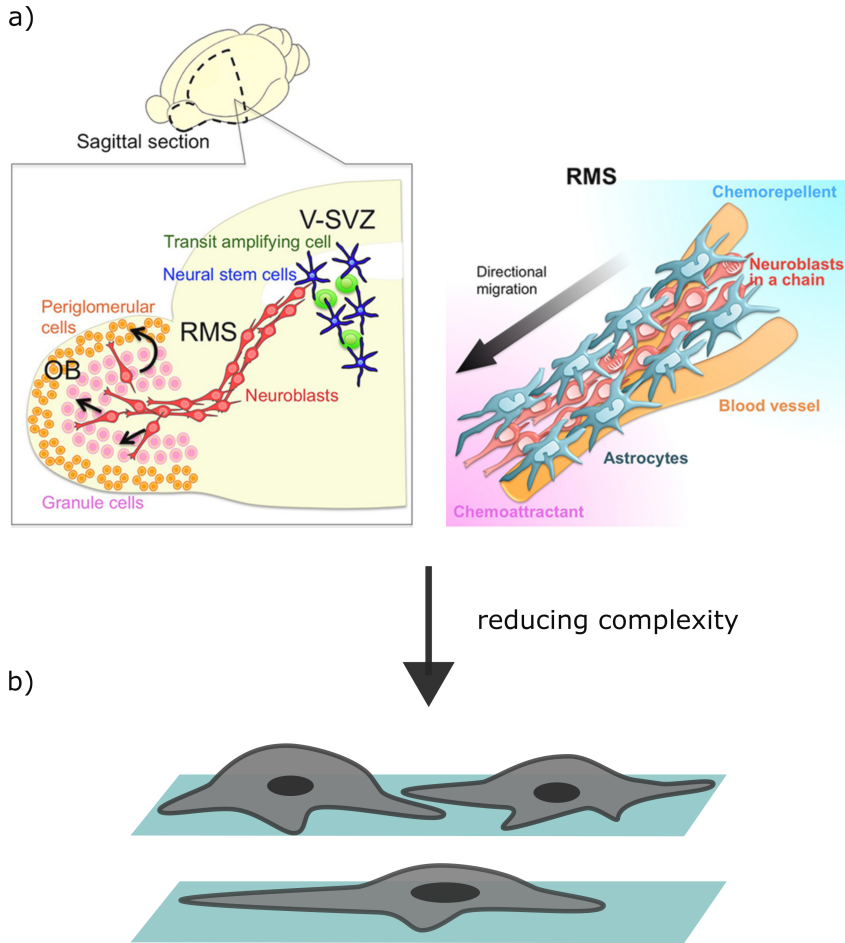 a)
Sagittal section
V-SVZ
Transit amplifying cell
Neural stem cells
Periglomerular
cells
RMS
OB
Neuroblasts
Granule cells
RMS
Chemorepellent
Directional
migration
Neuroblasts
in a chain
Blood vessel
Astrocytes
Chemoattractant
reducing complexity
b)